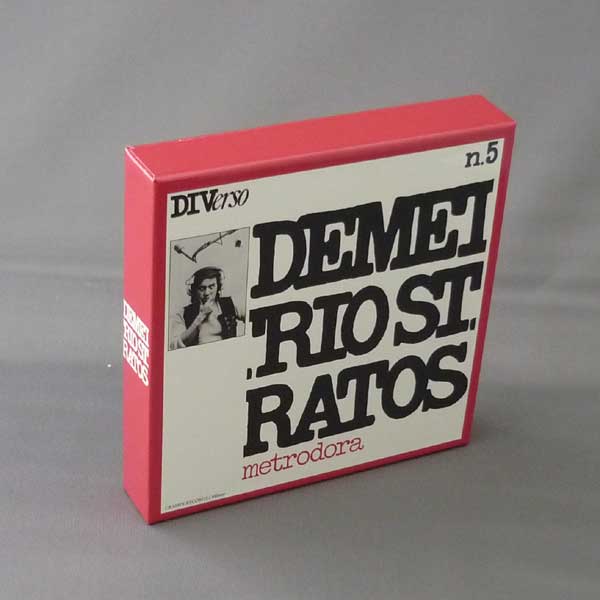 n.5
DIVerso
DEMET
RIO ST.
RATOS
metrodora
DEMET
RIO ST.
RATOS